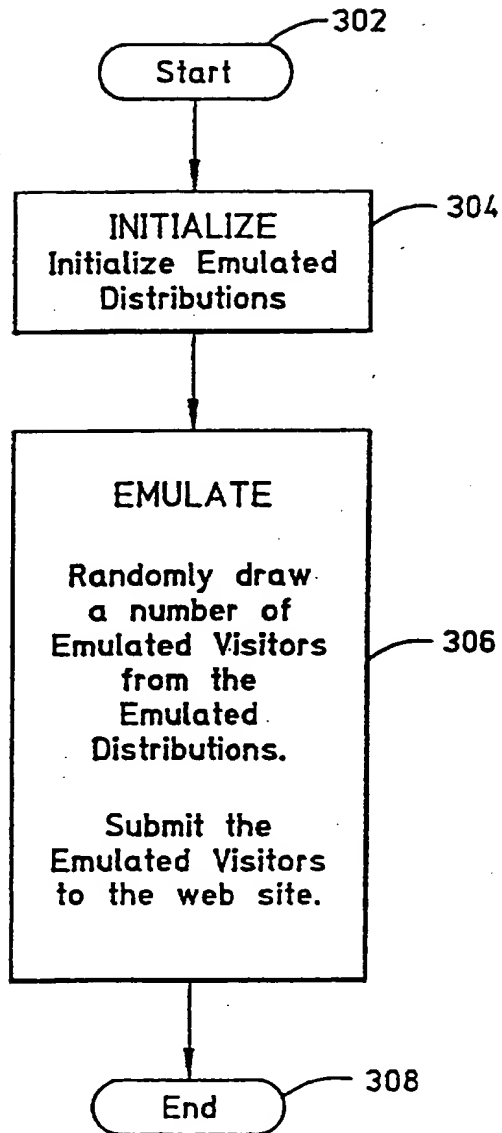 302
Start
304
INITIALIZE
Initialize Emulated
Distributions
EMULATE
Randomly draw
a number of
Emulated Visitors
from the
Emulated
Distributions.
306
Submit the
Emulated Visitors
to the web site.
308
End